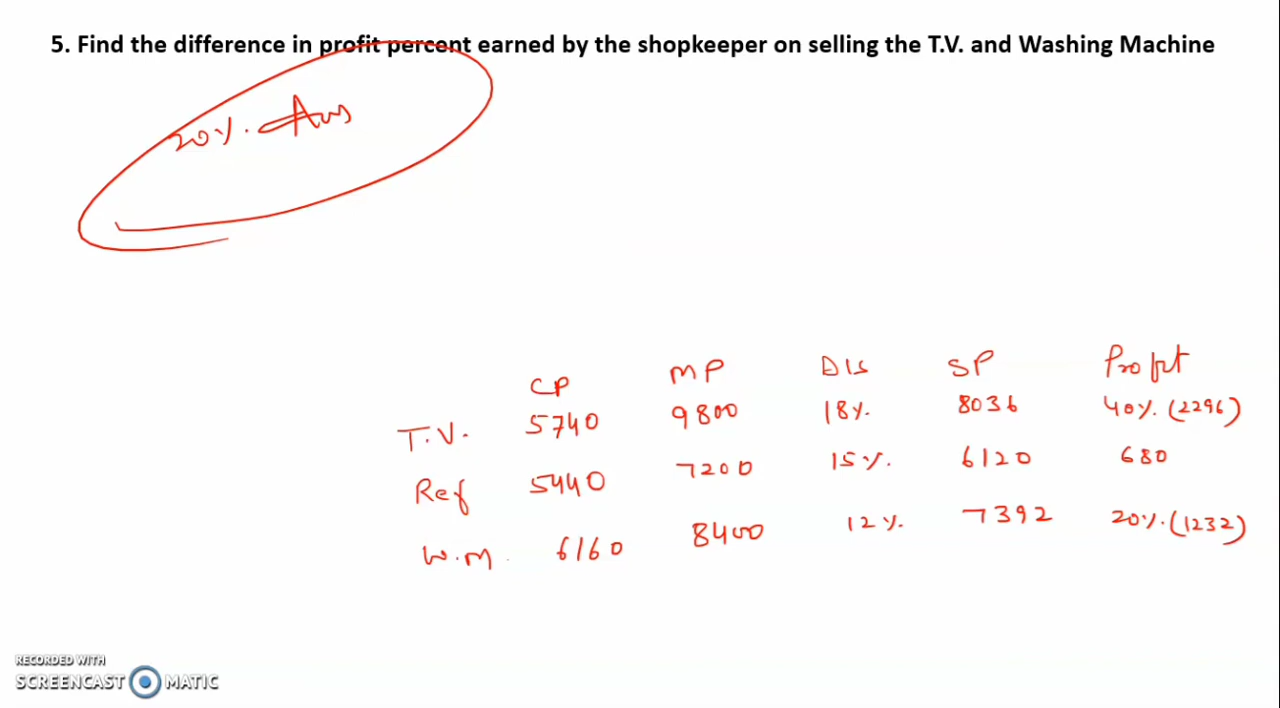 5. Find the difference in profit percent earned by the shopkeeper on selling the T.V. and Washing Machine
20%. Ans
CP MP Dis SP Profit
T.V. 5740 9800 18%. 8036 40%. (2296)
Ref 5440 7200 15%. 6120 680
W.M. 6160 8400 12%. 7392 20%. (1232)
RECORDED WITH
SCREENCAST MATIC